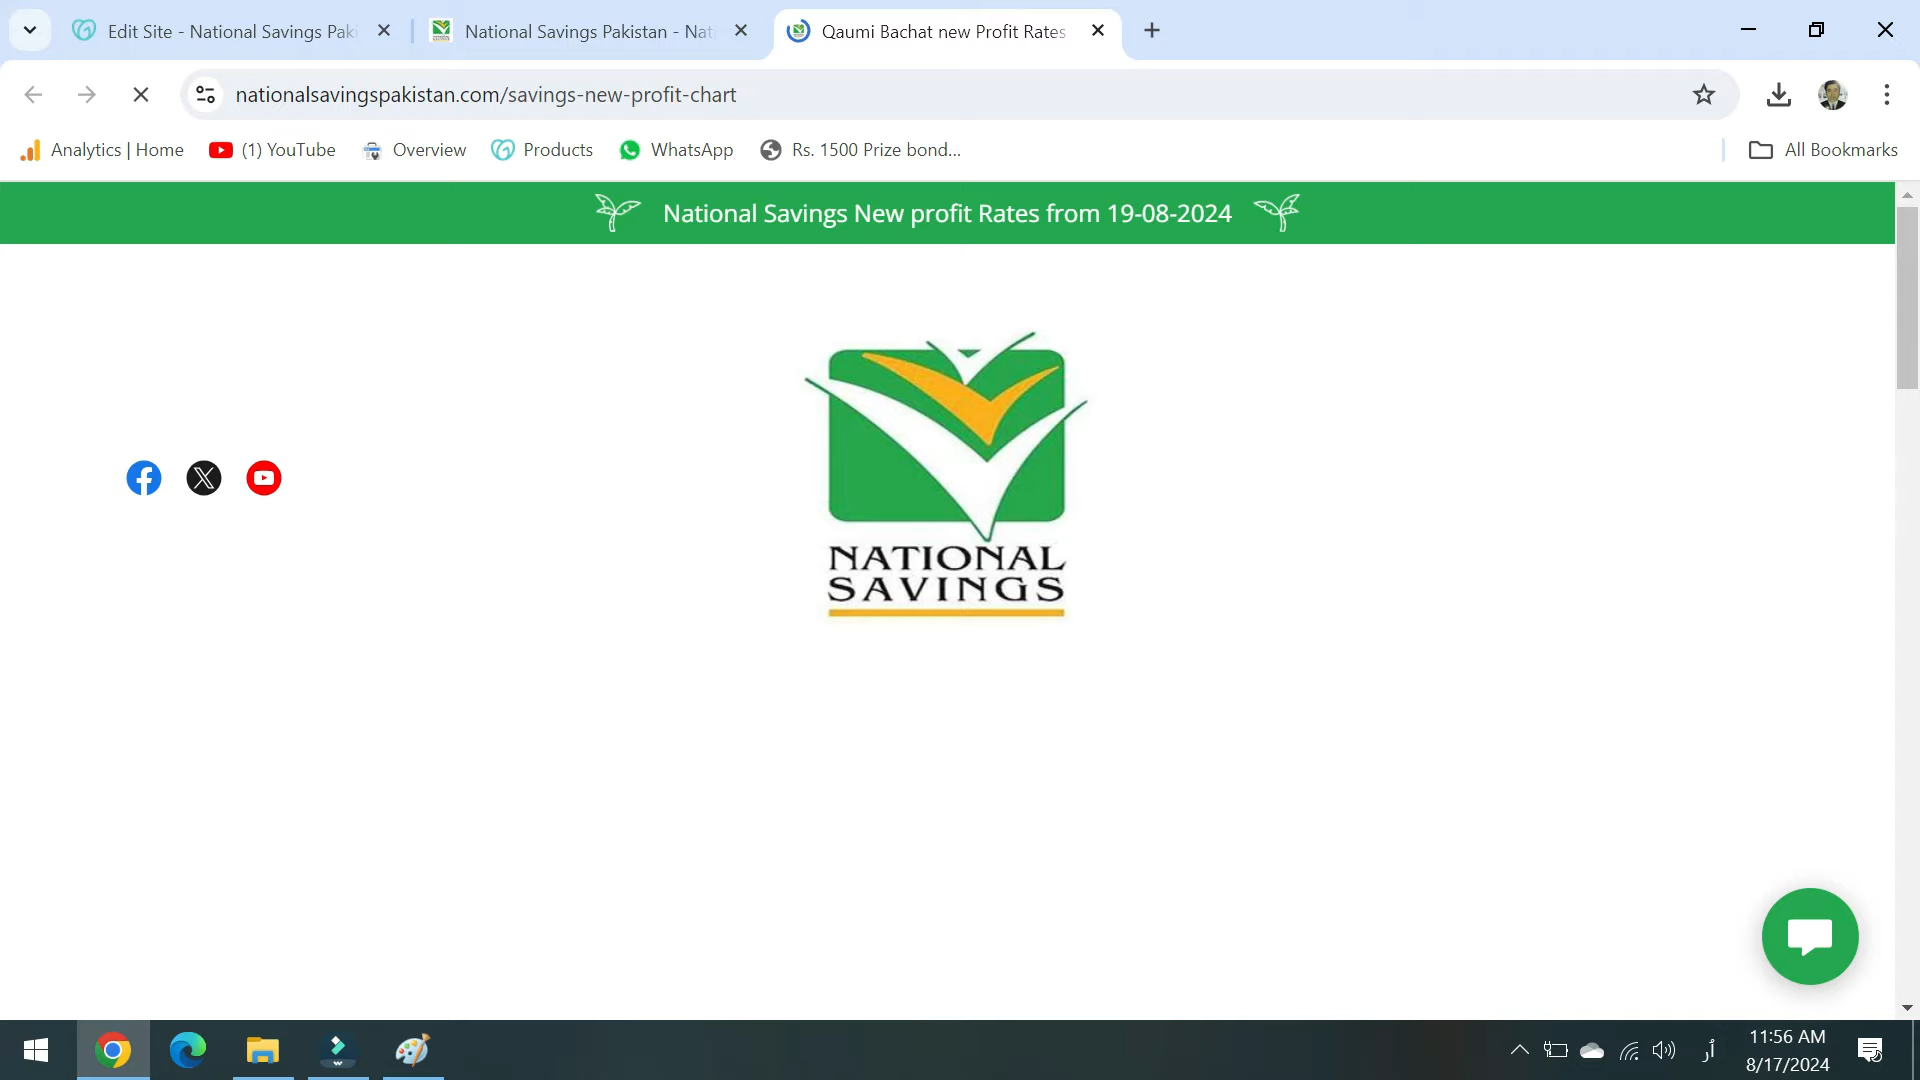 Edit Site - National Savings Paki
National Savings Pakistan - Nati
Qaumi Bachat new Profit Rates
nationalsavingspakistan.com/savings-new-profit-chart
Analytics | Home
(1) YouTube
Overview
Products
WhatsApp
Rs. 1500 Prize bond...
All Bookmarks
National Savings New profit Rates from 19-08-2024
NATIONAL
SAVINGS
أر
11:56 AM
8/17/2024